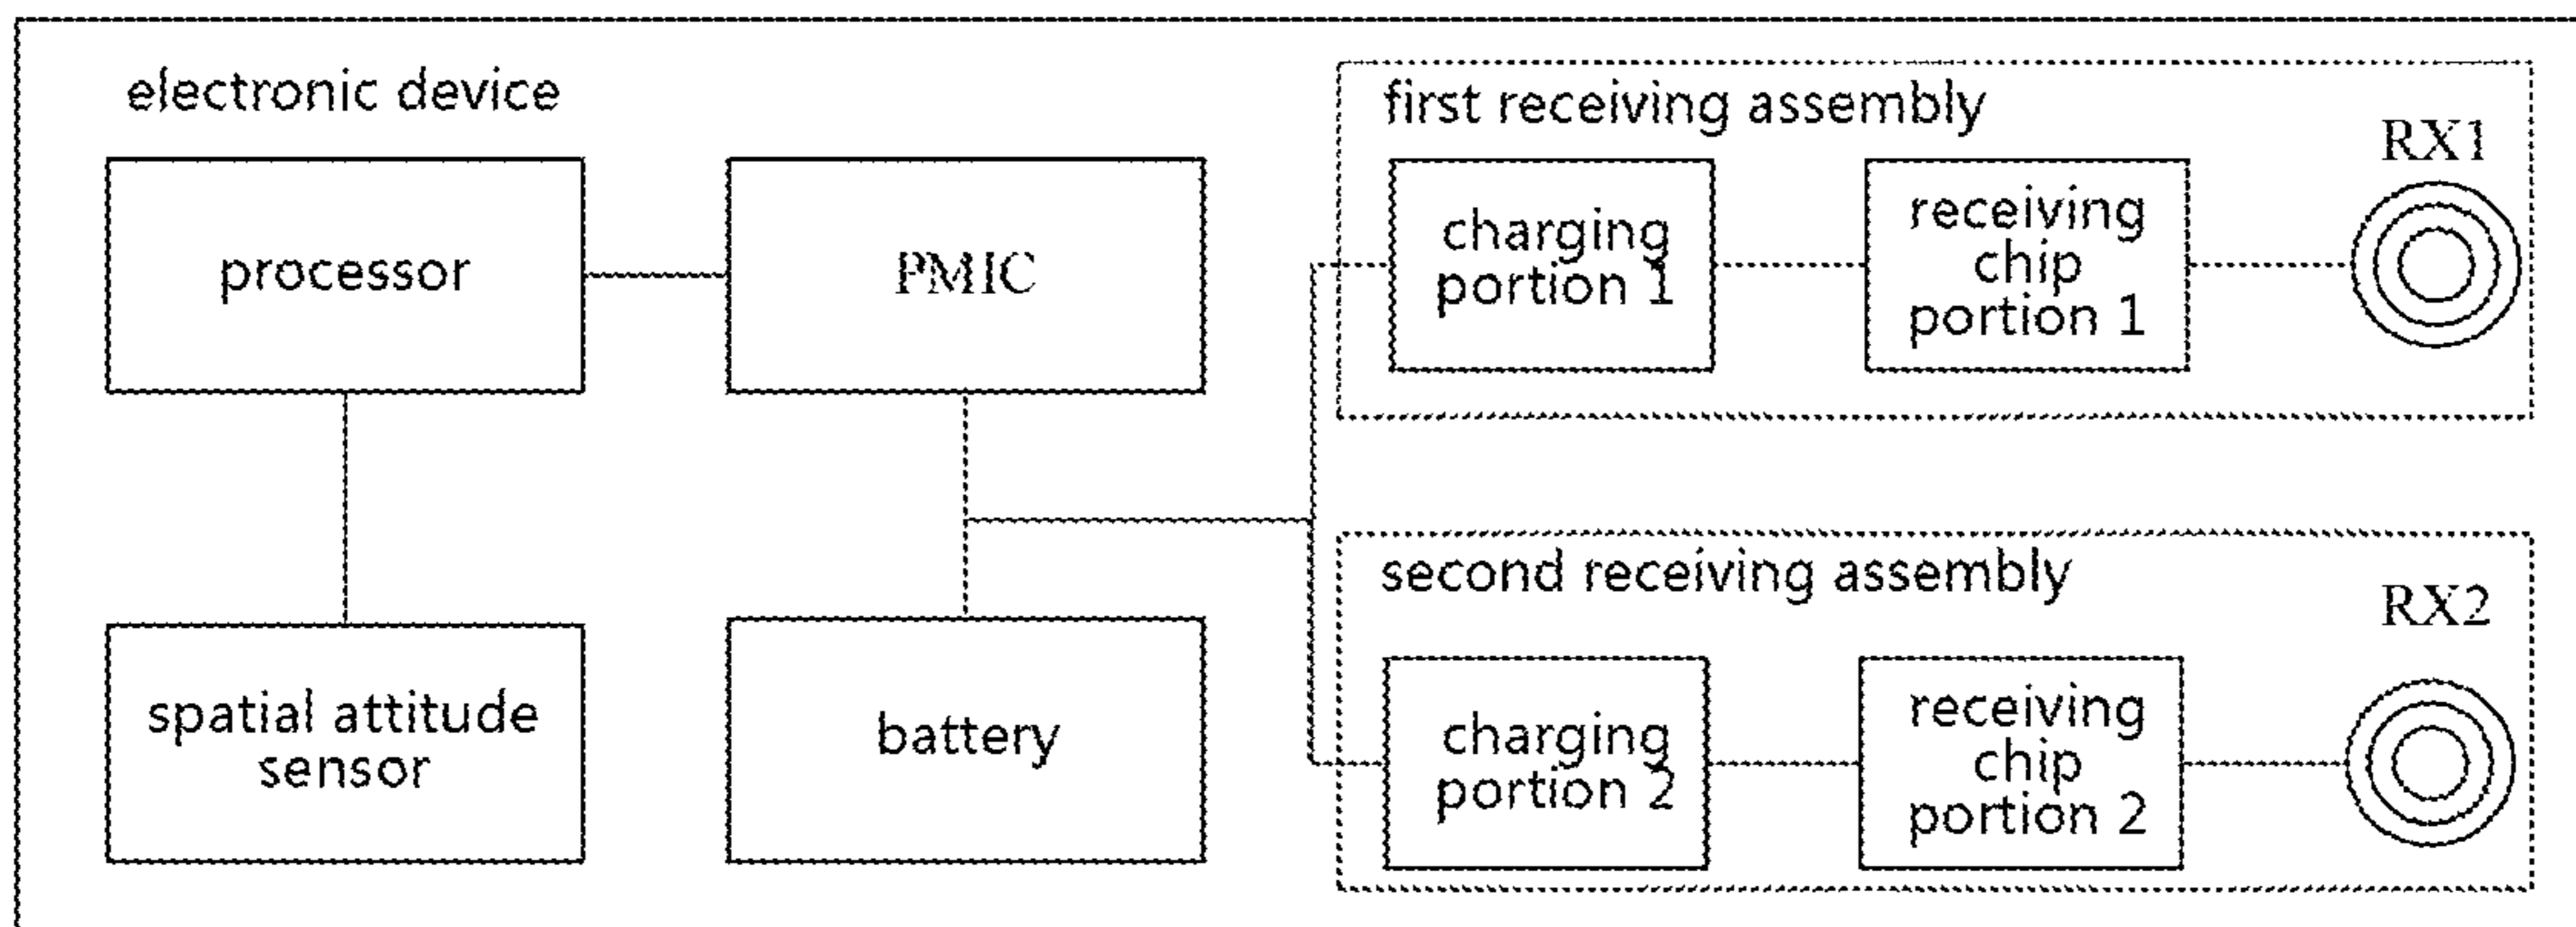 electronic device
first receiving assembly
RX1
processor
PMIC
charging
portion 1
receiving
chip
portion 1
second receiving assembly
RX2
spatial attitude
sensor
battery
charging
portion 2
receiving
chip
portion 2